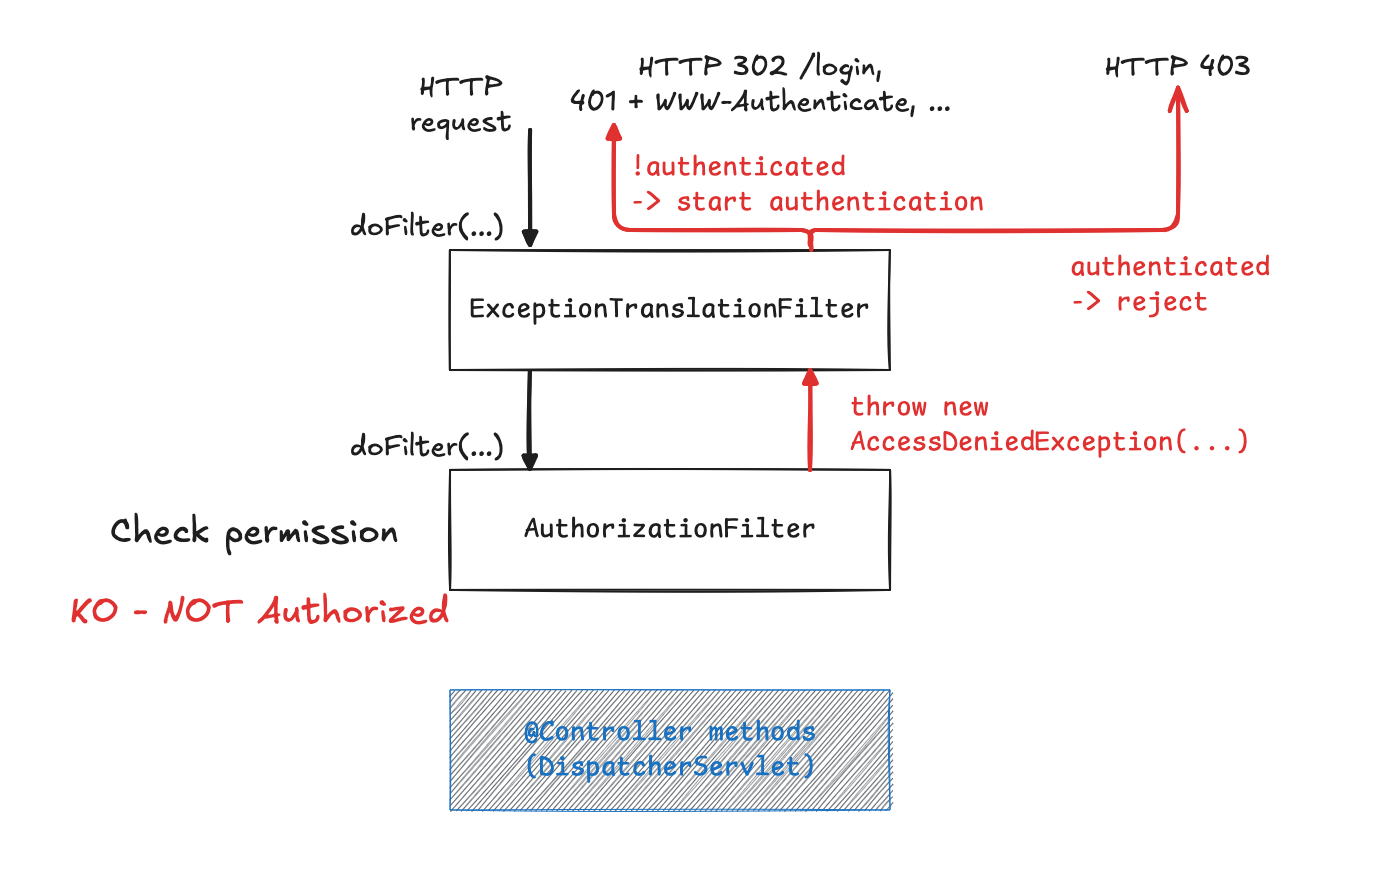 HTTP
request
HTTP 302 /login,
401 + WWW-Authenticate, ...
HTTP 403
!authenticated
-> start authentication
doFilter(...)
authenticated
-> reject
ExceptionTranslationFilter
throw new
AccessDeniedException(...)
doFilter(...)
Check permission
AuthorizationFilter
KO - NOT Authorized
@Controller methods
(DispatcherServlet)